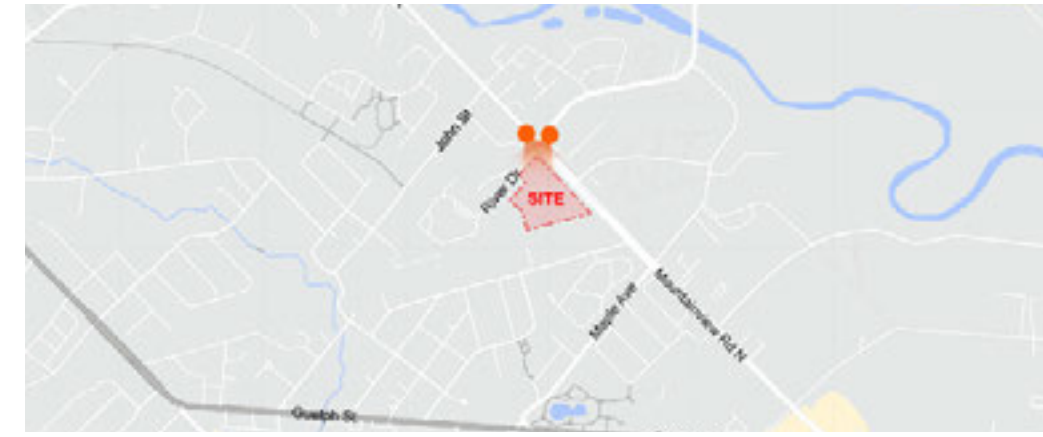 John St
River Dr
SITE
Maple Ave
Mountainview Rd N
Guelph St